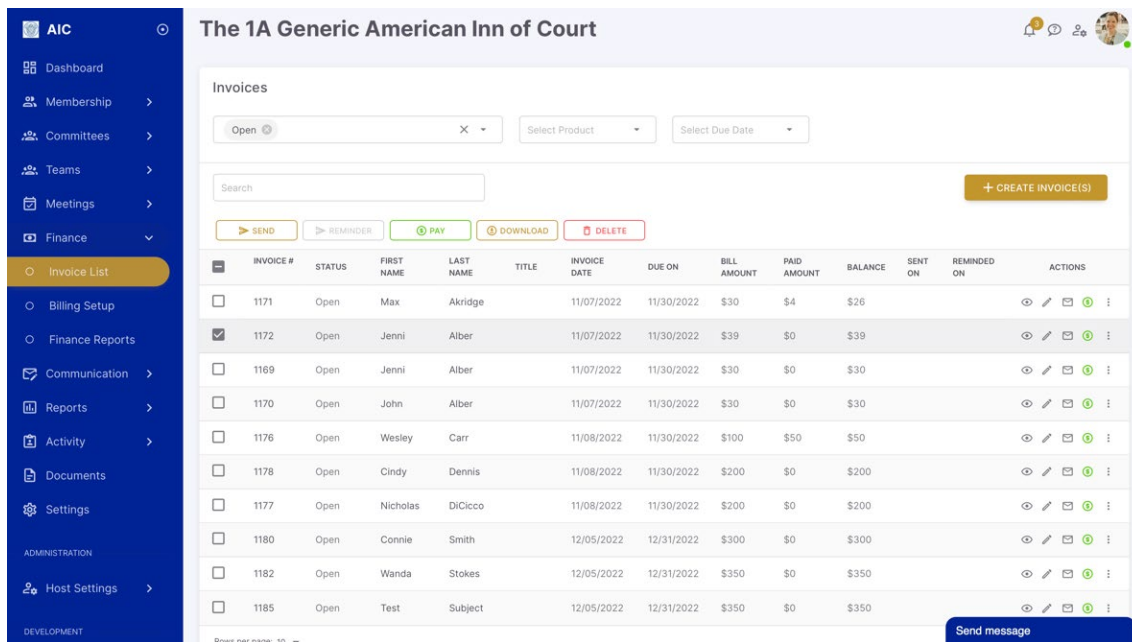 AIC
The 1A Generic American Inn of Court
3
Dashboard
Membership
Committees
Teams
Meetings
Finance
Invoice List
Billing Setup
Finance Reports
Communication
Reports
Activity
Documents
Settings
ADMINISTRATION
Host Settings
DEVELOPMENT
Invoices
Open Select Product Select Due Date
Search + CREATE INVOICE(S)
SEND REMINDER PAY DOWNLOAD DELETE
INVOICE # STATUS FIRST NAME LAST NAME TITLE INVOICE DATE DUE ON BILL AMOUNT PAID AMOUNT BALANCE SENT ON REMINDED ON ACTIONS
1171 Open Max Akridge 11/07/2022 11/30/2022 $30 $4 $26
1172 Open Jenni Alber 11/07/2022 11/30/2022 $39 $0 $39
1169 Open Jenni Alber 11/07/2022 11/30/2022 $30 $0 $30
1170 Open John Alber 11/07/2022 11/30/2022 $30 $0 $30
1176 Open Wesley Carr 11/08/2022 11/30/2022 $100 $50 $50
1178 Open Cindy Dennis 11/08/2022 11/30/2022 $200 $0 $200
1177 Open Nicholas DiCicco 11/08/2022 11/30/2022 $200 $0 $200
1180 Open Connie Smith 12/05/2022 12/31/2022 $300 $0 $300
1182 Open Wanda Stokes 12/05/2022 12/31/2022 $350 $0 $350
1185 Open Test Subject 12/05/2022 12/31/2022 $350 $0 $350
Rows per page: 10
Send message